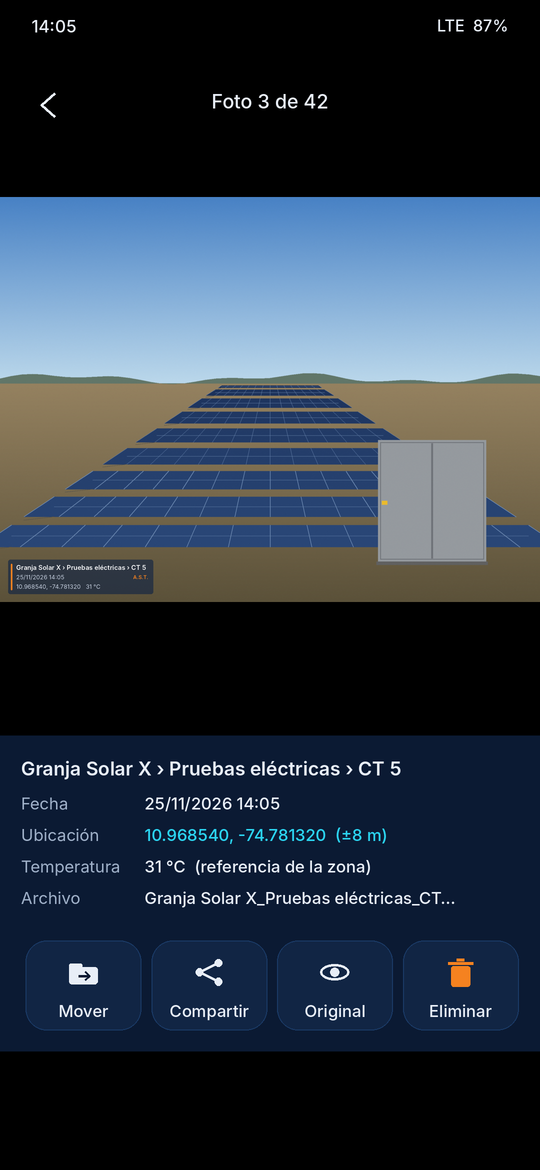 14:05
LTE 87%
Foto 3 de 42
Granja Solar X › Pruebas eléctricas › CT 5
25/11/2026 14:05 A.S.T.
10.968540, -74.781320 31 °C
Granja Solar X › Pruebas eléctricas › CT 5
Fecha 25/11/2026 14:05
Ubicación 10.968540, -74.781320 (±8 m)
Temperatura 31 °C (referencia de la zona)
Archivo Granja Solar X_Pruebas eléctricas_CT...
Mover Compartir Original Eliminar